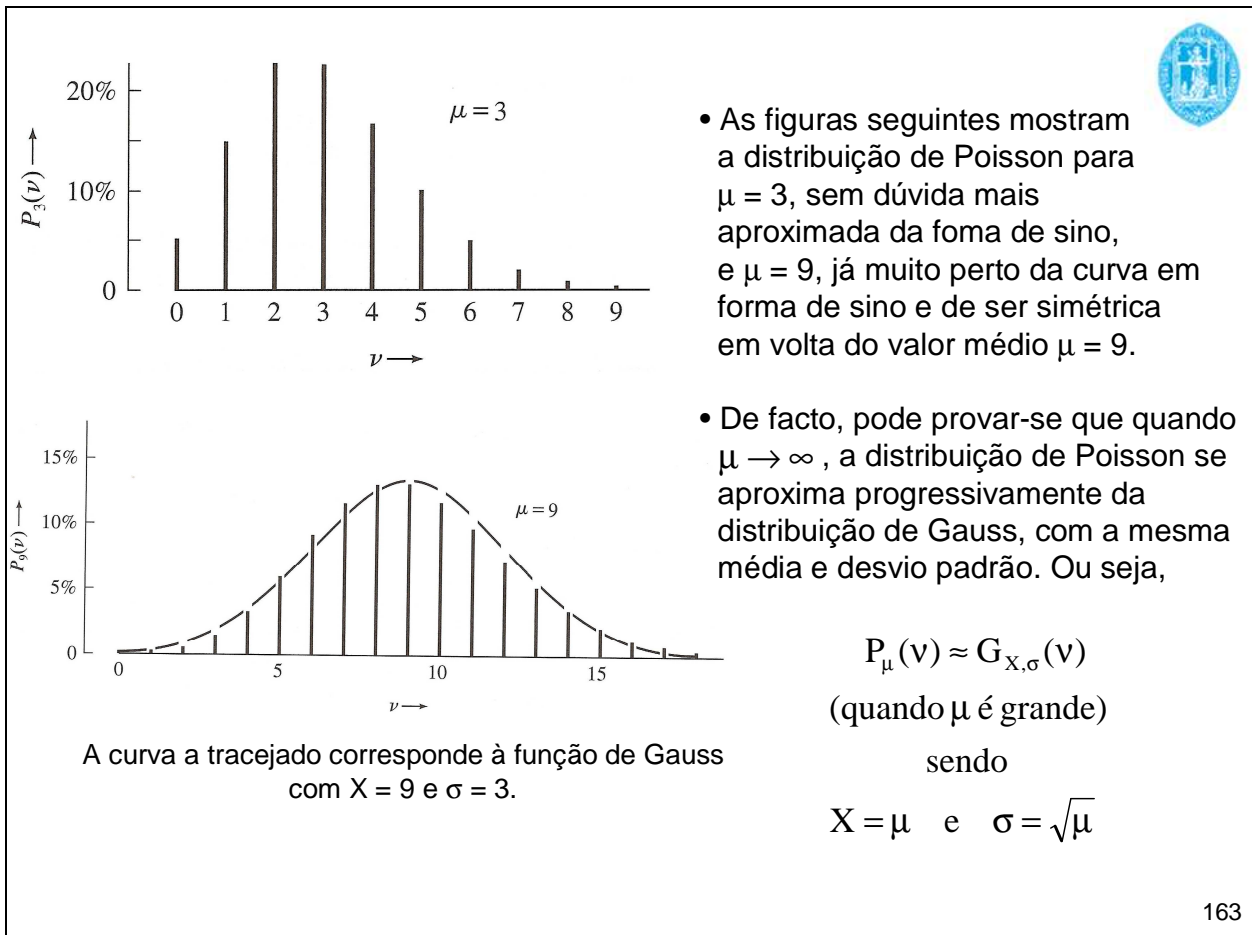 20%
10%
0
P₃(ν) →
μ = 3
0 1 2 3 4 5 6 7 8 9
ν →
15%
10%
5%
0
P₉(ν) →
μ = 9
0 5 10 15
ν →
A curva a tracejado corresponde à função de Gauss
com X = 9 e σ = 3.
• As figuras seguintes mostram
a distribuição de Poisson para
μ = 3, sem dúvida mais
aproximada da foma de sino,
e μ = 9, já muito perto da curva em
forma de sino e de ser simétrica
em volta do valor médio μ = 9.
• De facto, pode provar-se que quando
μ → ∞ , a distribuição de Poisson se
aproxima progressivamente da
distribuição de Gauss, com a mesma
média e desvio padrão. Ou seja,
P_μ(ν) ≈ G_X,σ(ν)
(quando μ é grande)
sendo
X = μ e σ = √μ
163